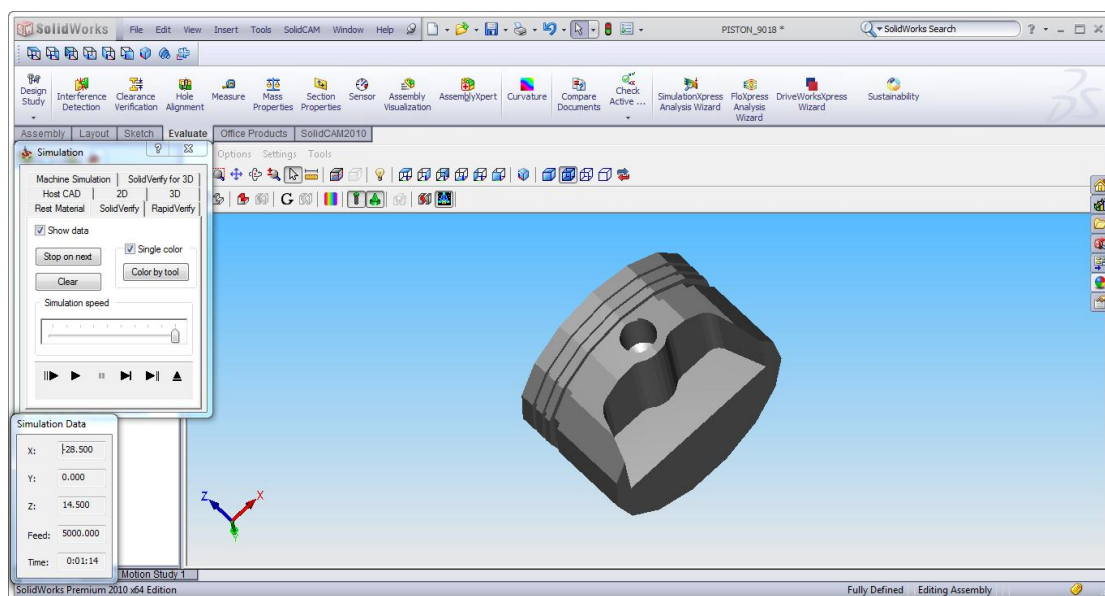 SolidWorks File Edit View Insert Tools SolidCAM Window Help PISTON_9018 * SolidWorks Search
Design Study
Interference Detection
Clearance Verification
Hole Alignment
Measure
Mass Properties
Section Properties
Sensor
Assembly Visualization
AssemblyXpert
Curvature
Compare Documents
Check Active ...
SimulationXpress Analysis Wizard
FloXpress Analysis Wizard
DriveWorksXpress Wizard
Sustainability
Assembly Layout Sketch Evaluate Office Products SolidCAM2010
Simulation
Options Settings Tools
Machine Simulation SolidVerify for 3D
Host CAD 2D 3D
Rest Material SolidVerify RapidVerify
Show data
Stop on next
Single color
Clear
Color by tool
Simulation speed
G
Simulation Data
X: -28.500
Y: 0.000
Z: 14.500
Feed: 5000.000
Time: 0:01:14
Z X
Y
Motion Study 1
SolidWorks Premium 2010 x64 Edition Fully Defined Editing Assembly